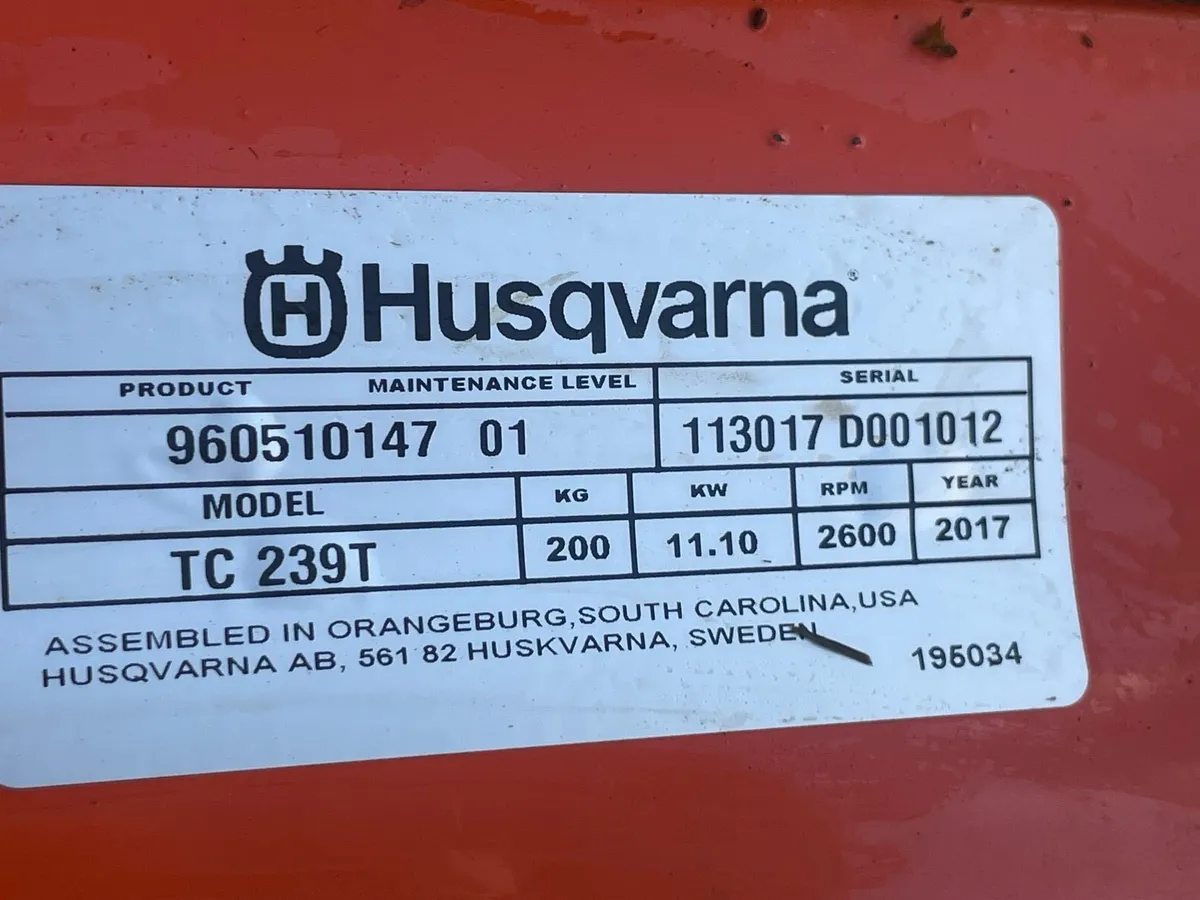 H Husqvarna®
PRODUCT MAINTENANCE LEVEL SERIAL
960510147 01 113017 D001012
MODEL KG KW RPM YEAR
TC 239T 200 11.10 2600 2017
ASSEMBLED IN ORANGEBURG,SOUTH CAROLINA,USA
HUSQVARNA AB, 561 82 HUSKVARNA, SWEDEN
195034